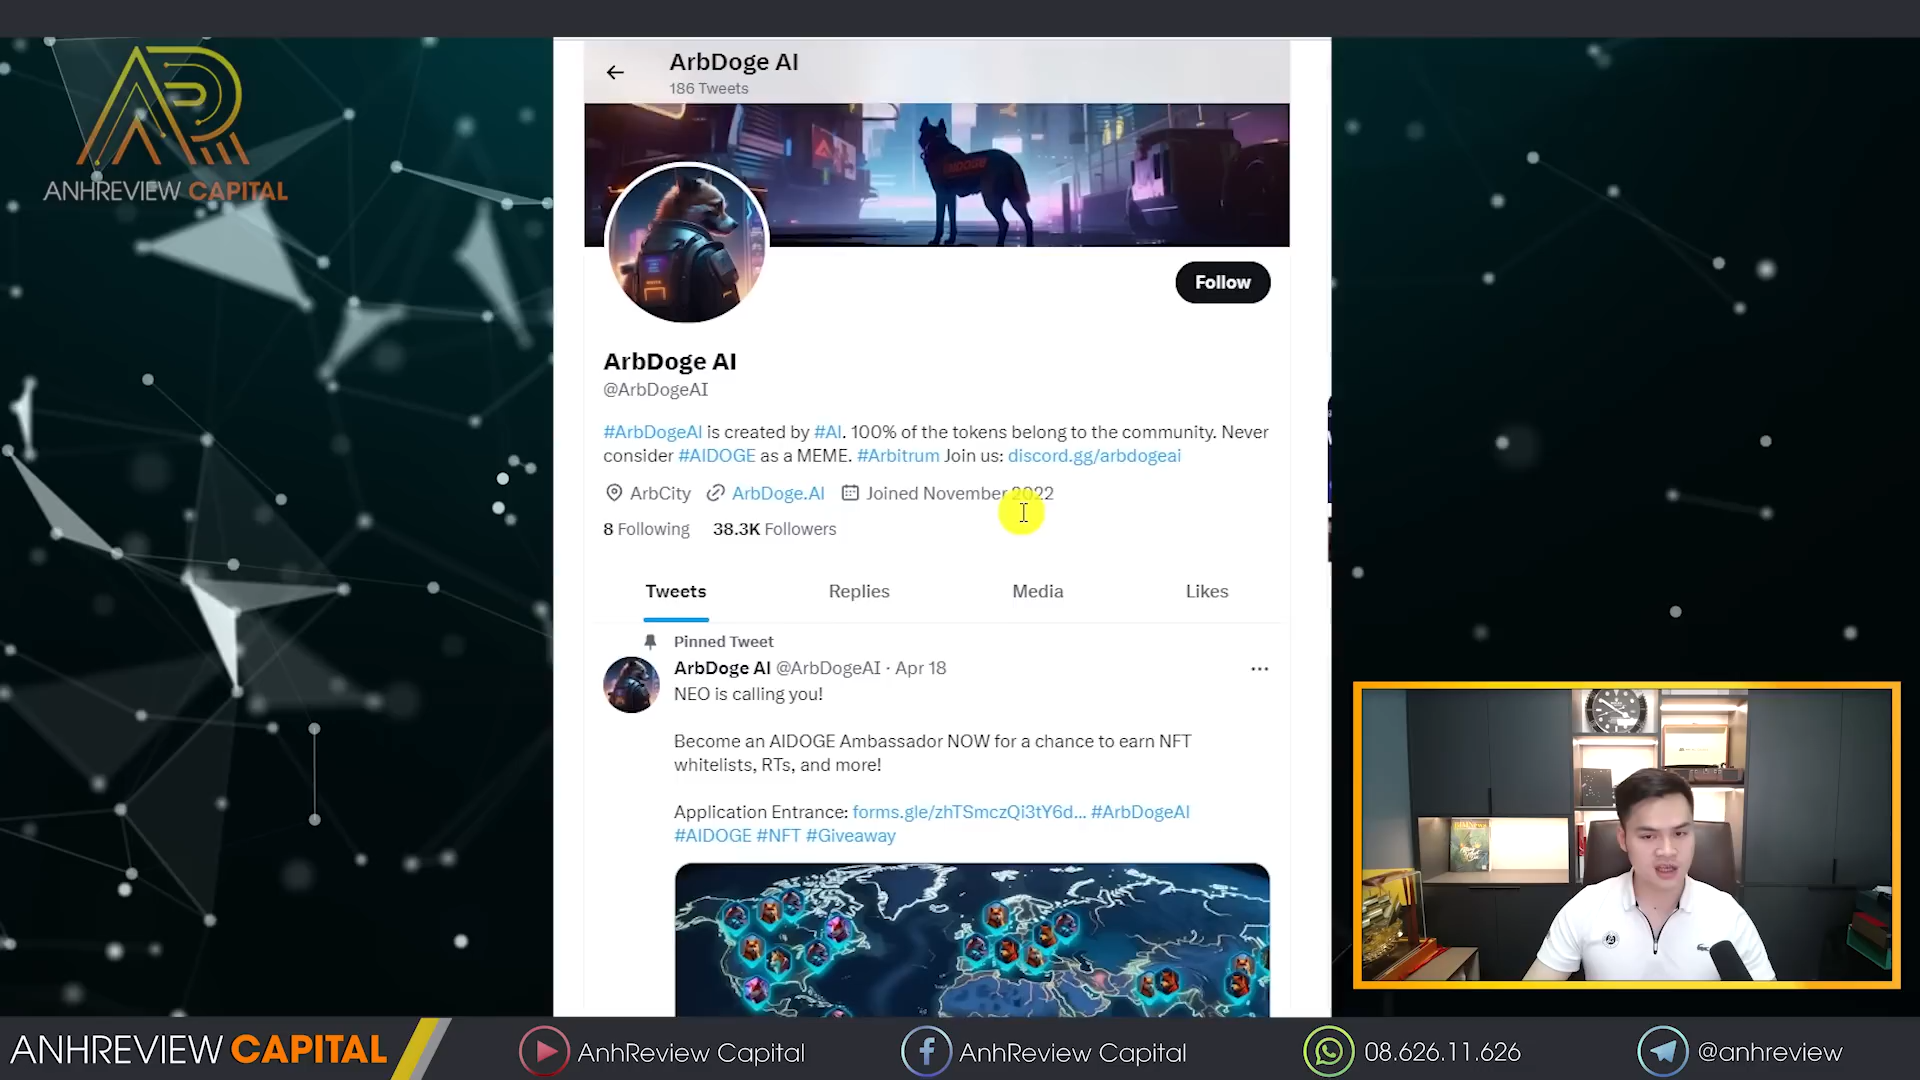 ANHREVIEW CAPITAL
ArbDoge AI
186 Tweets
AIDOGE
Follow
ArbDoge AI
@ArbDogeAI
#ArbDogeAI is created by #AI. 100% of the tokens belong to the community. Never
consider #AIDOGE as a MEME. #Arbitrum Join us: discord.gg/arbdogeai
ArbCity ArbDoge.AI Joined November 2022
8 Following 38.3K Followers
Tweets Replies Media Likes
Pinned Tweet
ArbDoge AI @ArbDogeAI · Apr 18
NEO is calling you!
Become an AIDOGE Ambassador NOW for a chance to earn NFT
whitelists, RTs, and more!
Application Entrance: forms.gle/zhTSmczQi3tY6d... #ArbDogeAI
#AIDOGE #NFT #Giveaway
ANHREVIEW CAPITAL AnhReview Capital AnhReview Capital 08.626.11.626 @anhreview